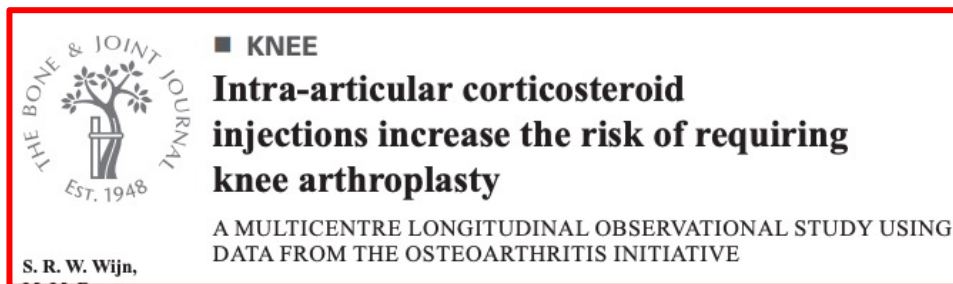 THE BONE & JOINT JOURNAL
EST. 1948
■ KNEE
Intra-articular corticosteroid
injections increase the risk of requiring
knee arthroplasty
A MULTICENTRE LONGITUDINAL OBSERVATIONAL STUDY USING
DATA FROM THE OSTEOARTHRITIS INITIATIVE
S. R. W. Wijn,